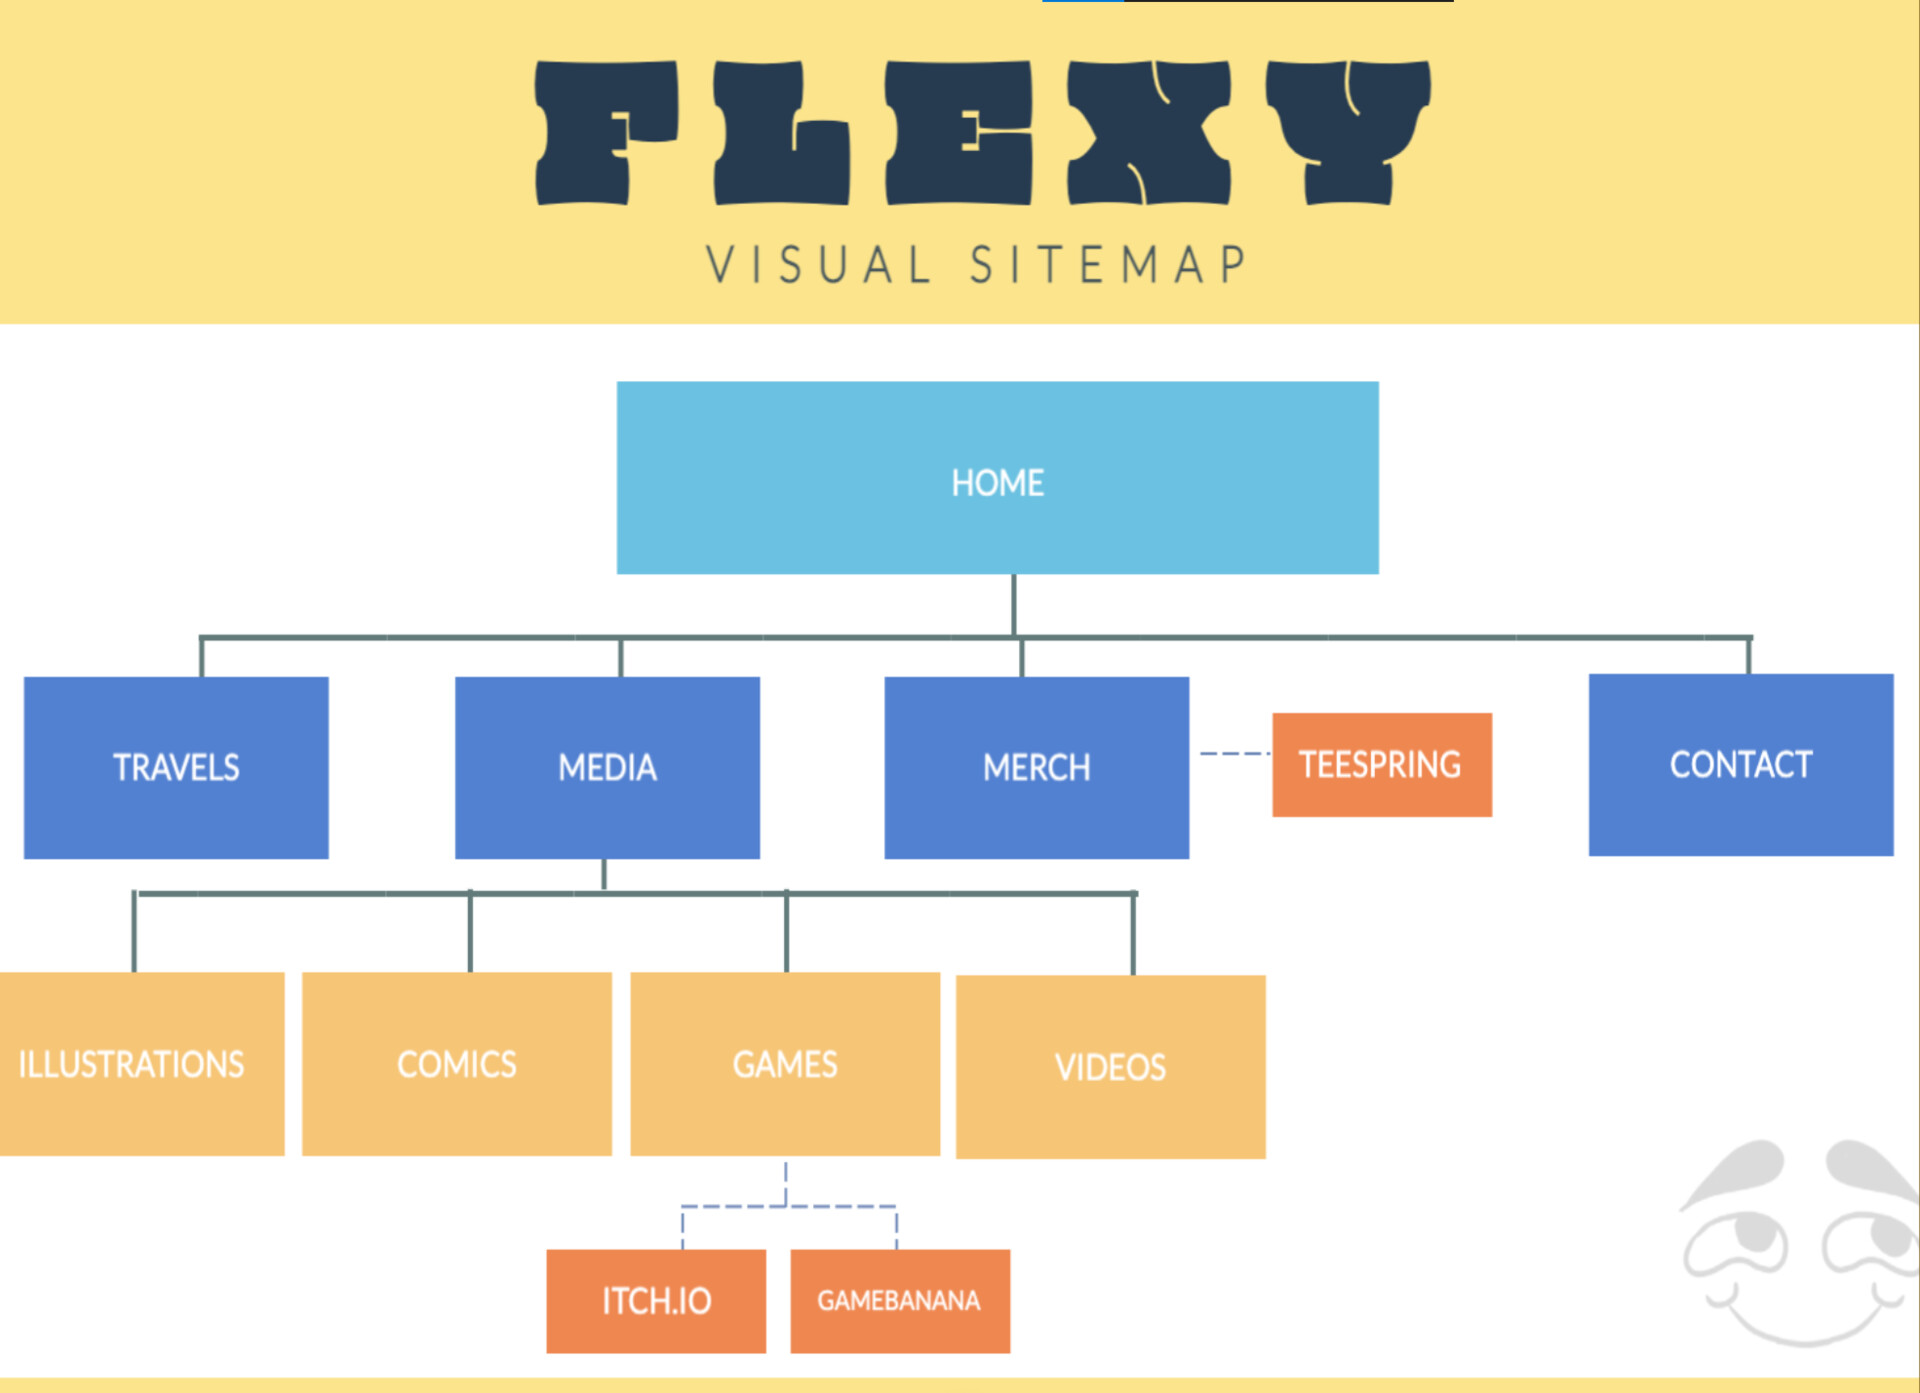 FLEXY
VISUAL SITEMAP
HOME
TRAVELS
MEDIA
MERCH
TEESPRING
CONTACT
ILLUSTRATIONS
COMICS
GAMES
VIDEOS
ITCH.IO
GAMEBANANA